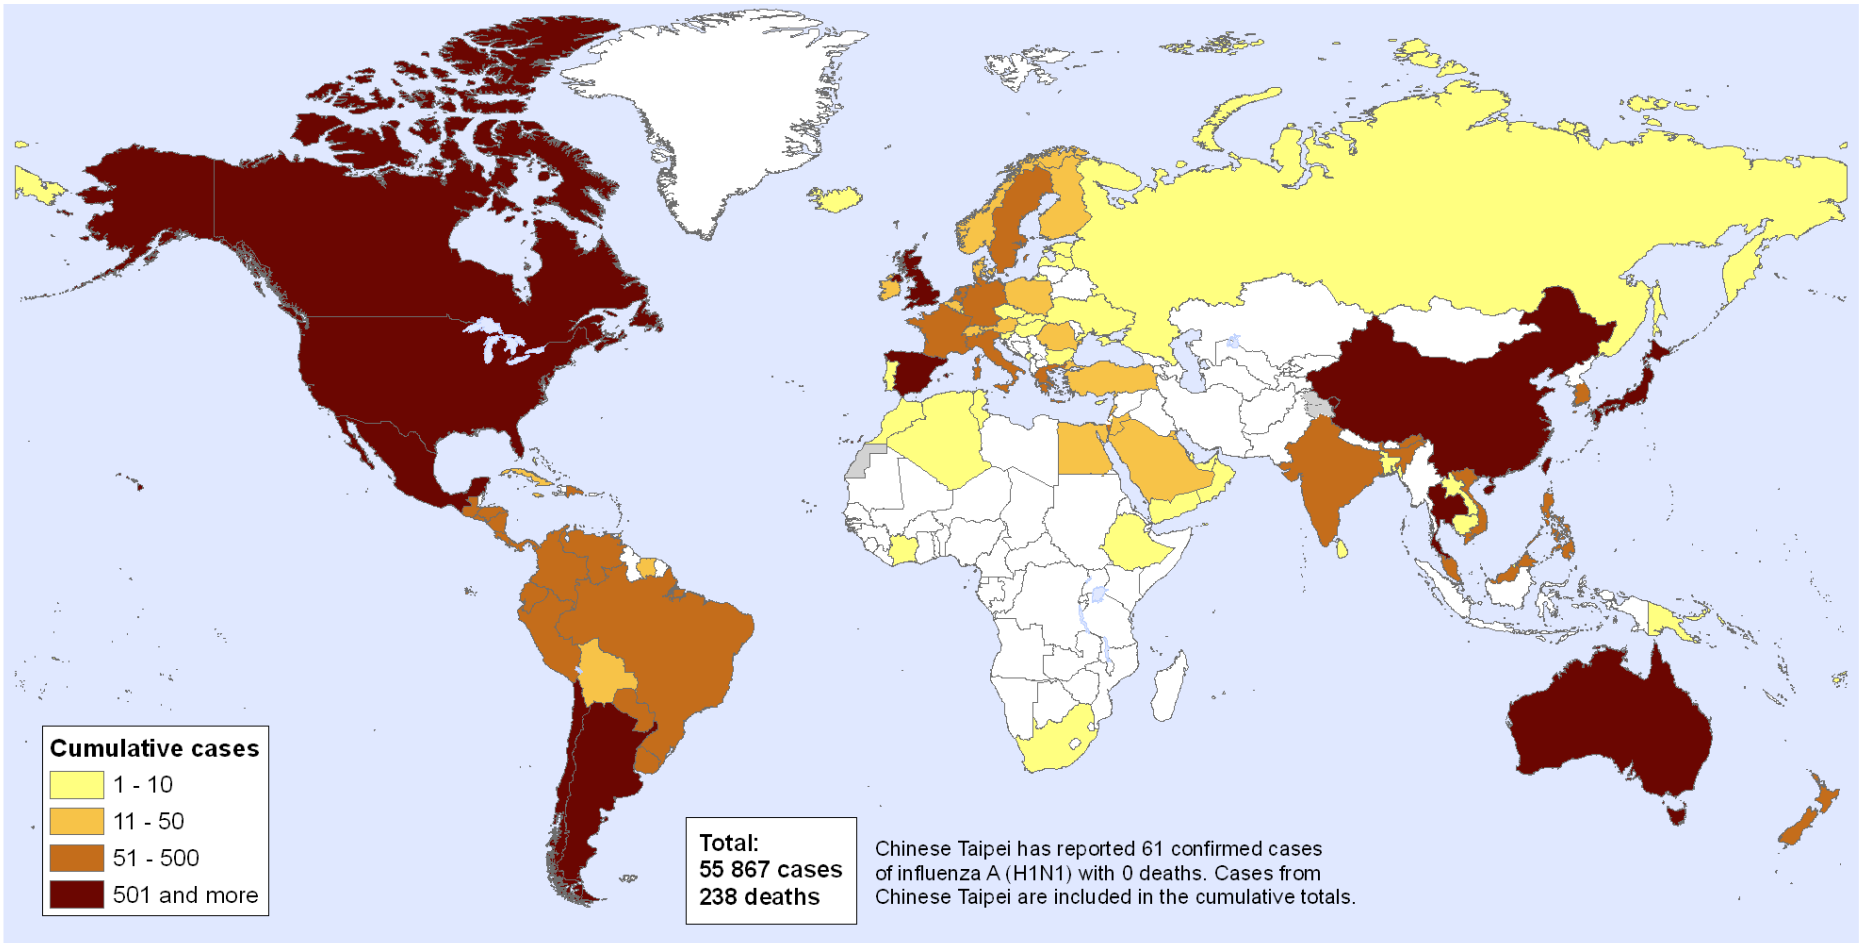 Cumulative cases
1 - 10
11 - 50
51 - 500
501 and more
Total:
55 867 cases
238 deaths
Chinese Taipei has reported 61 confirmed cases
of influenza A (H1N1) with 0 deaths. Cases from
Chinese Taipei are included in the cumulative totals.